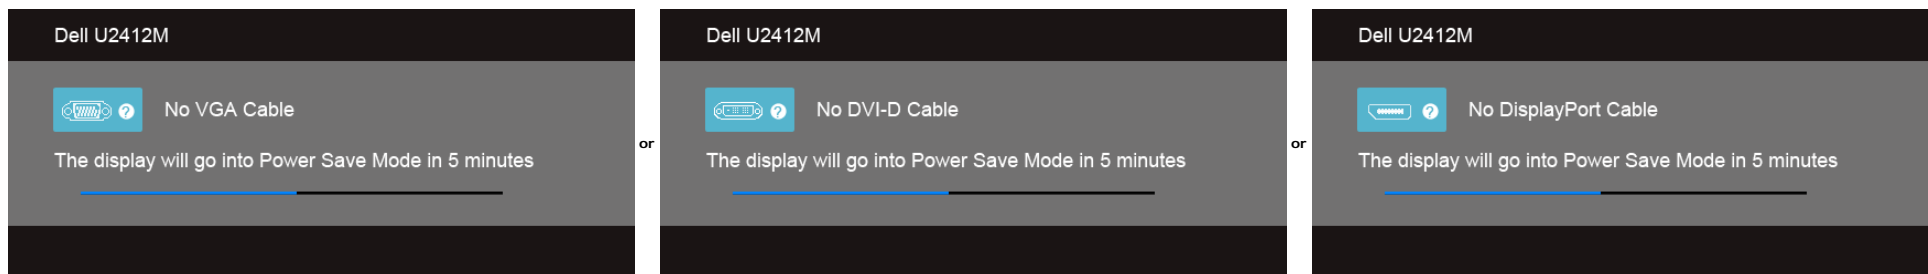 Dell U2412M
No VGA Cable
The display will go into Power Save Mode in 5 minutes
or
Dell U2412M
No DVI-D Cable
The display will go into Power Save Mode in 5 minutes
or
Dell U2412M
No DisplayPort Cable
The display will go into Power Save Mode in 5 minutes